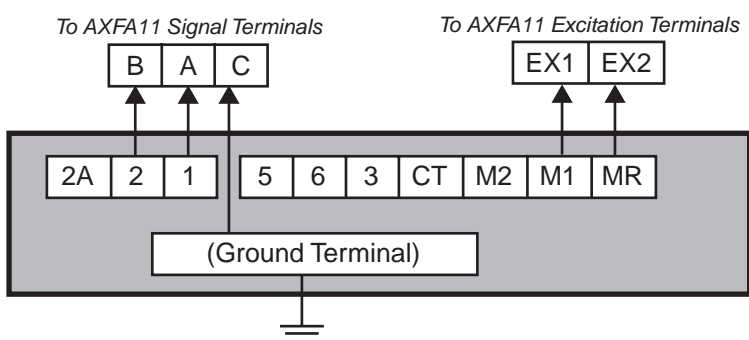 To AXFA11 Signal Terminals
To AXFA11 Excitation Terminals
B A C
EX1 EX2
2A 2 1
5 6 3 CT M2 M1 MR
(Ground Terminal)